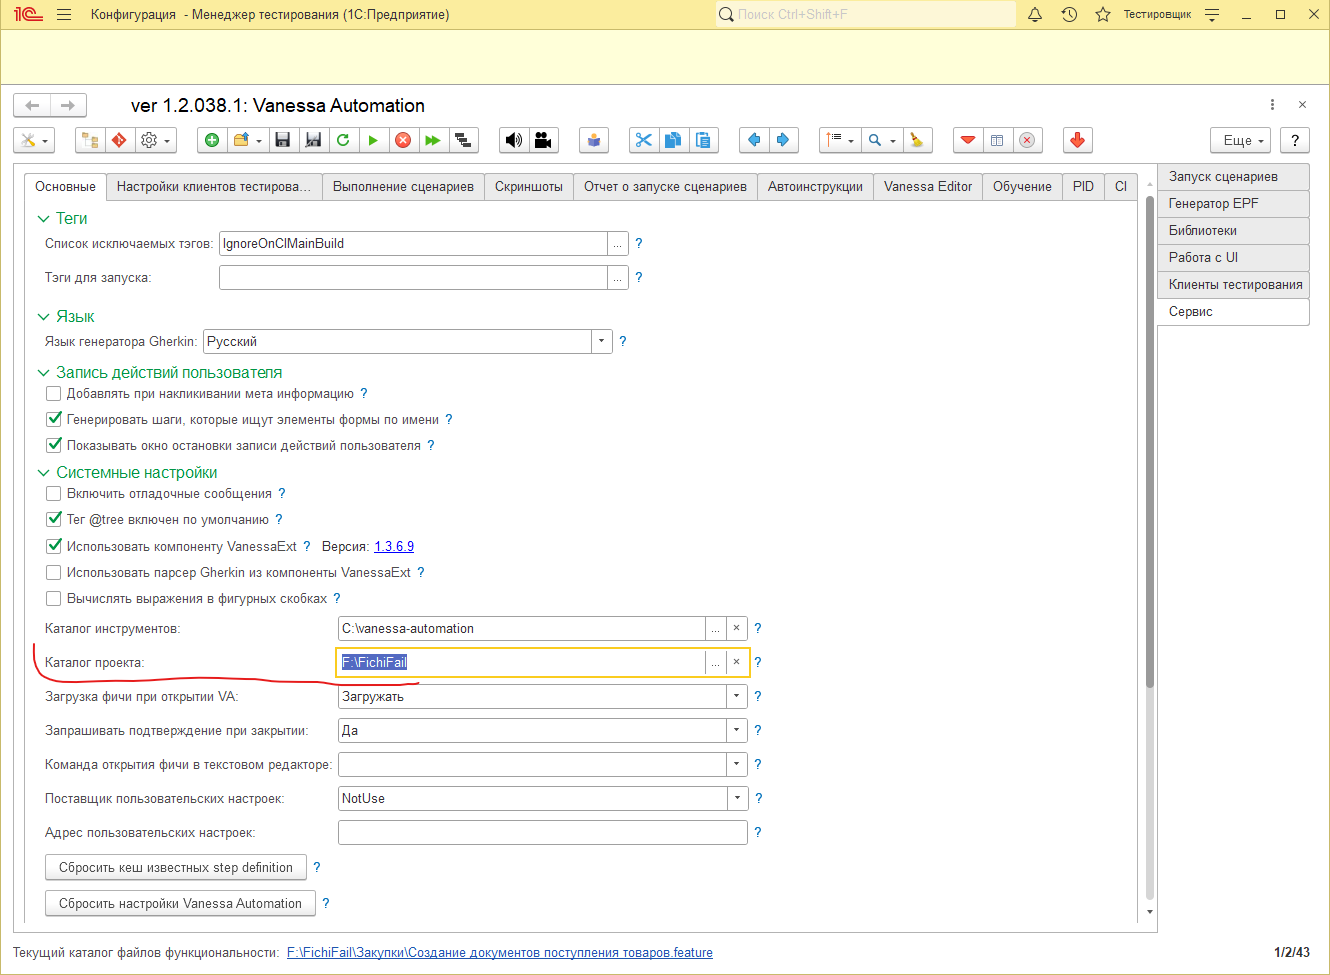 1С Конфигурация - Менеджер тестирования (1С:Предприятие) Поиск Ctrl+Shift+F Тестировщик
ver 1.2.038.1: Vanessa Automation
Еще ?
Основные Настройки клиентов тестирова... Выполнение сценариев Скриншоты Отчет о запуске сценариев Автоинструкции Vanessa Editor Обучение PID CI
Запуск сценариев
Генератор EPF
Библиотеки
Работа с UI
Клиенты тестирования
Сервис
Теги
Список исключаемых тэгов: IgnoreOnCIMainBuild ... ?
Тэги для запуска: ... ?
Язык
Язык генератора Gherkin: Русский ?
Запись действий пользователя
Добавлять при накликивании мета информацию ?
Генерировать шаги, которые ищут элементы формы по имени ?
Показывать окно остановки записи действий пользователя ?
Системные настройки
Включить отладочные сообщения ?
Тег @tree включен по умолчанию ?
Использовать компоненту VanessaExt ? Версия: 1.3.6.9
Использовать парсер Gherkin из компоненты VanessaExt ?
Вычислять выражения в фигурных скобках ?
Каталог инструментов: C:\vanessa-automation ... × ?
Каталог проекта: F:\FichiFail ... × ?
Загрузка фичи при открытии VA: Загружать ?
Запрашивать подтверждение при закрытии: Да ?
Команда открытия фичи в текстовом редакторе: ?
Поставщик пользовательских настроек: NotUse ?
Адрес пользовательских настроек: ?
Сбросить кеш известных step definition ?
Сбросить настройки Vanessa Automation ?
Текущий каталог файлов функциональности: F:\FichiFail\Закупки\Создание документов поступления товаров.feature 1/2/43